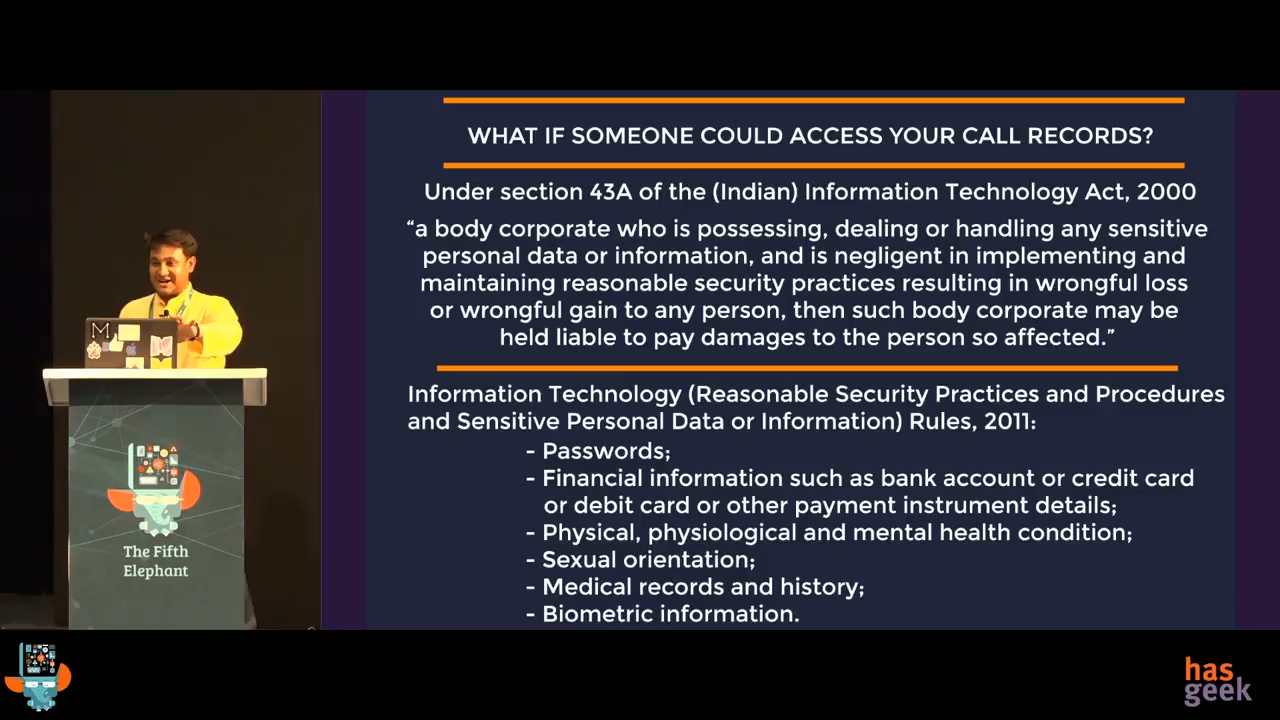 WHAT IF SOMEONE COULD ACCESS YOUR CALL RECORDS?
Under section 43A of the (Indian) Information Technology Act, 2000
“a body corporate who is possessing, dealing or handling any sensitive
personal data or information, and is negligent in implementing and
maintaining reasonable security practices resulting in wrongful loss
or wrongful gain to any person, then such body corporate may be
held liable to pay damages to the person so affected.”
Information Technology (Reasonable Security Practices and Procedures
and Sensitive Personal Data or Information) Rules, 2011:
- Passwords;
- Financial information such as bank account or credit card
or debit card or other payment instrument details;
- Physical, physiological and mental health condition;
- Sexual orientation;
- Medical records and history;
- Biometric information.
M
The Fifth
Elephant
has
geek